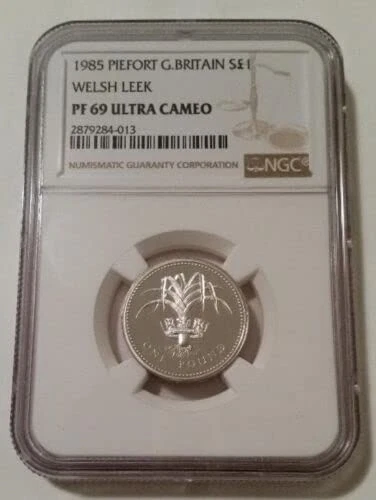 1985 PIEFORT G.BRITAIN S£1
WELSH LEEK
PF 69 ULTRA CAMEO
2879284-013
NUMISMATIC GUARANTY CORPORATION
NGC®
ONE POUND